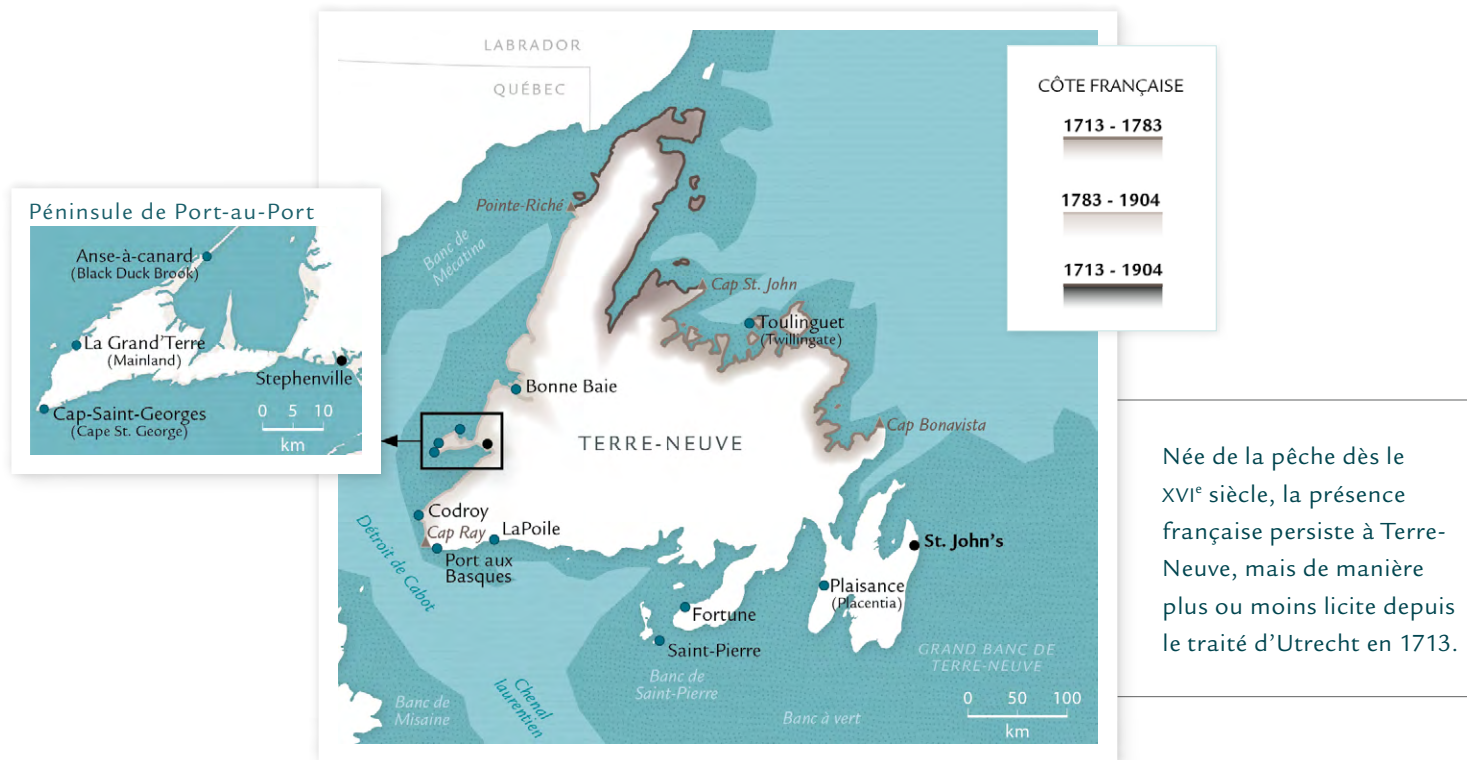 LABRADOR
QUÉBEC
CÔTE FRANÇAISE
1713 - 1783
1783 - 1904
1713 - 1904
Péninsule de Port-au-Port
Anse-à-canard
(Black Duck Brook)
La Grand'Terre
(Mainland)
Stephenville
Cap-Saint-Georges
(Cape St. George)
0 5 10
km
Pointe-Riché
Banc de
Mécatina
Cap St. John
Toulinguet
(Twillingate)
Bonne Baie
Cap Bonavista
TERRE-NEUVE
Codroy
Cap Ray
LaPoile
Port aux
Basques
Détroit de Cabot
St. John's
Plaisance
(Placentia)
Fortune
Saint-Pierre
GRAND BANC DE
TERRE-NEUVE
Banc de
Saint-Pierre
Banc de
Misaine
Chenal
laurentien
Banc à vert
0 50 100
km
Née de la pêche dès le
XVIe siècle, la présence
française persiste à Terre-
Neuve, mais de manière
plus ou moins licite depuis
le traité d'Utrecht en 1713.